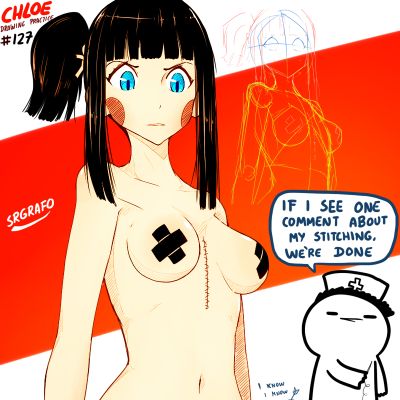 CHLOE
DRAWING PRACTICE
#127
SRGRAFO
IF I SEE ONE
COMMENT ABOUT
MY STITCHING,
WE'RE DONE
I KNOW
I KNOW